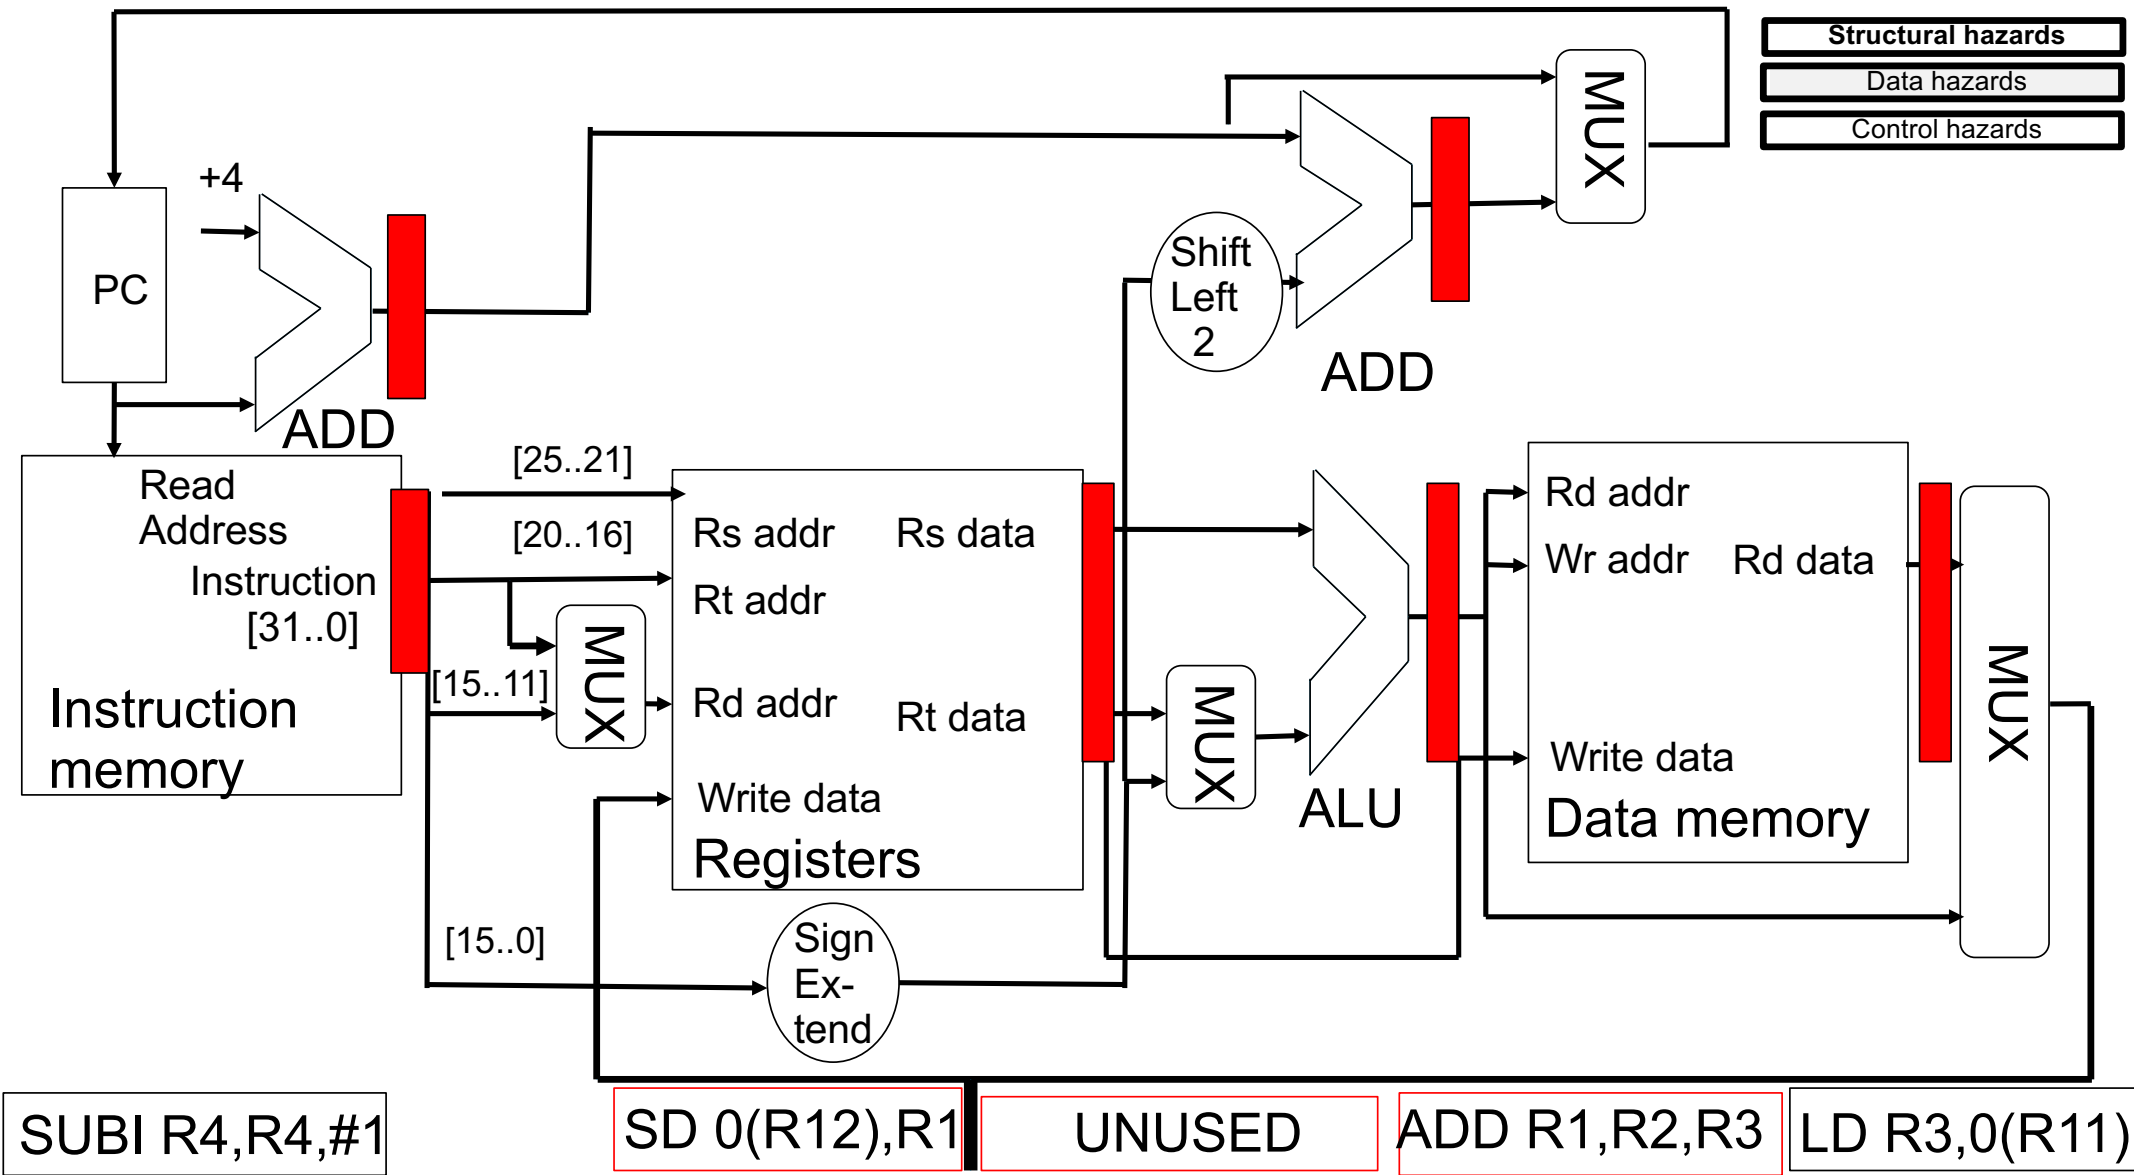 Structural hazards
Data hazards
Control hazards
MUX
+4
PC
ADD
Shift
Left
2
ADD
Read
Address
Instruction
[31..0]
Instruction
memory
[25..21]
[20..16]
[15..11]
[15..0]
MUX
Rs addr
Rs data
Rt addr
Rd addr
Rt data
Write data
Registers
Sign
Ex-
tend
MUX
ALU
Rd addr
Wr addr
Rd data
Write data
Data memory
MUX
SUBI R4,R4,#1
SD 0(R12),R1
UNUSED
ADD R1,R2,R3
LD R3,0(R11)